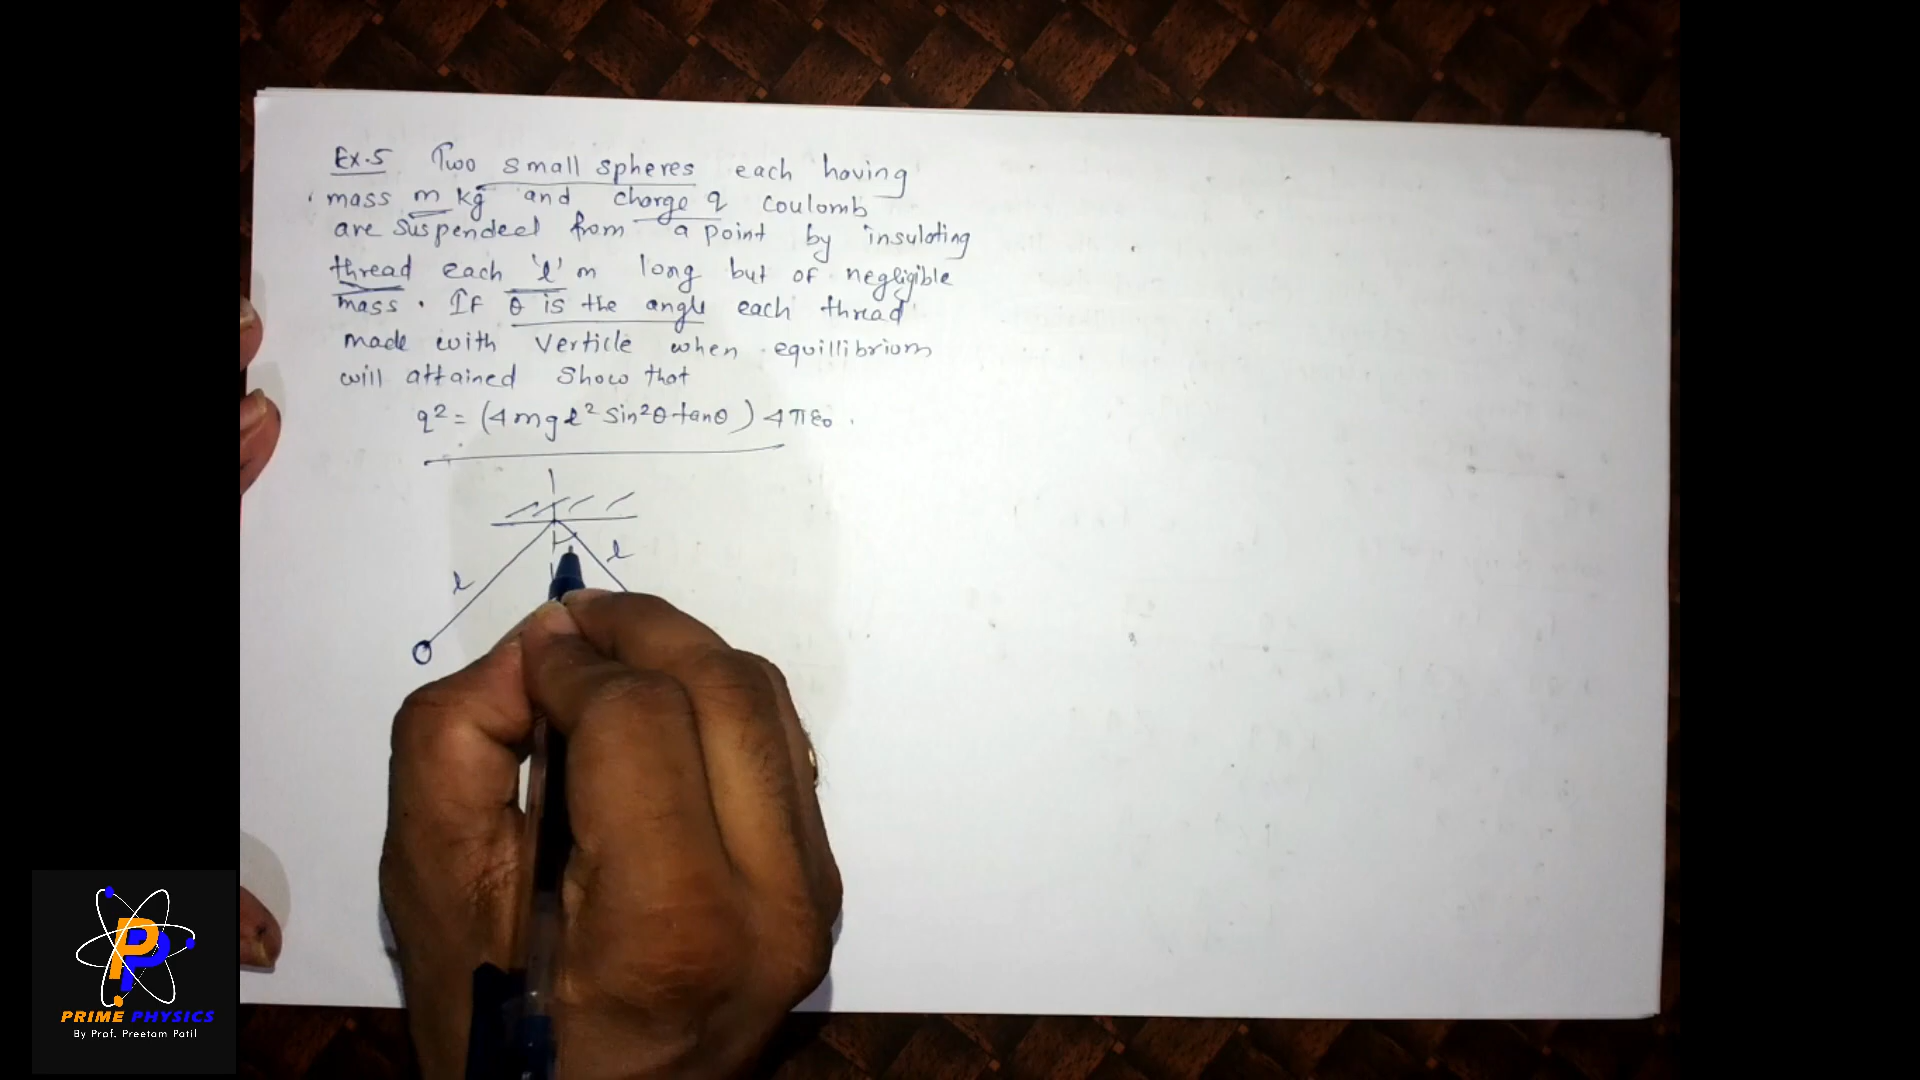 Ex.5 Two small spheres each having
mass m kg and charge q coulomb
are suspended from a point by insulating
thread each 'l' m long but of negligible
mass. If θ is the angle each thread
made with verticle when equillibrium
will attained show that
q² = (4mgl² sin²θ tanθ) 4πε₀.
l
l
PRIME PHYSICS
By Prof. Preetam Patil